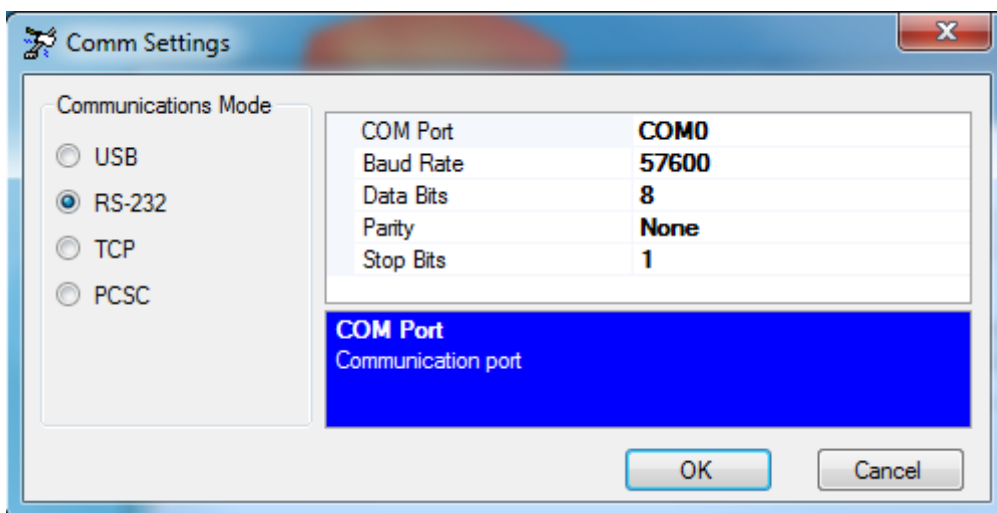 Comm Settings
Communications Mode
USB
RS-232
TCP
PCSC
COM Port COM0
Baud Rate 57600
Data Bits 8
Parity None
Stop Bits 1
COM Port
Communication port
OK Cancel